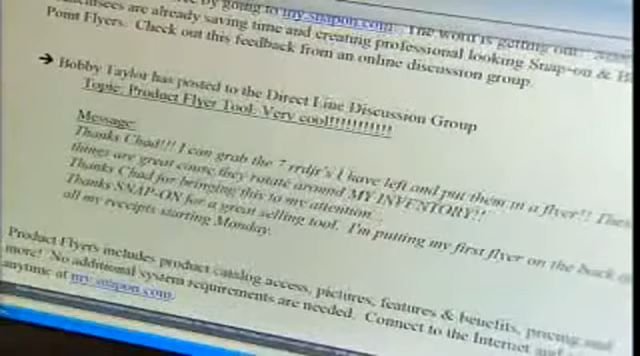 by going to my.snapon.com. The word is getting out.
are already saving time and creating professional looking Snap-on & B
Point Flyers. Check out this feedback from an online discussion group.
➔ Bobby Taylor has posted to the Direct Line Discussion Group
Topic: Product Flyer Tool- Very cool!!!!!!!!!!!!
Message:
Thanks Chad!!! I can grab the 7 rrdjr's I have left and put them in a flyer!! These
things are great cause they rotate around MY INVENTORY!!
Thanks Chad for bringing this to my attention.
Thanks SNAP-ON for a great selling tool. I'm putting my first flyer on the back of
all my receipts starting Monday.
Product Flyers includes product catalog access, pictures, features & benefits, pricing and
more! No additional system requirements are needed. Connect to the Internet
anytime at my.snapon.com.